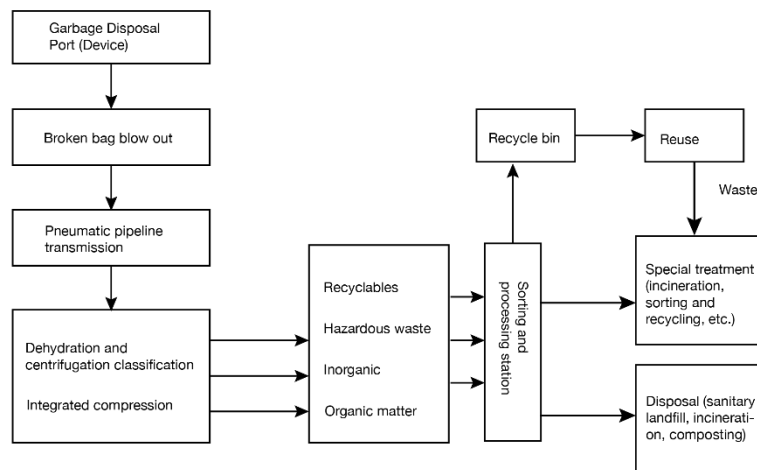 Garbage Disposal
Port (Device)
Broken bag blow out
Pneumatic pipeline
transmission
Dehydration and
centrifugation classification
Integrated compression
Recyclables
Hazardous waste
Inorganic
Organic matter
Sorting and
processing station
Recycle bin
Reuse
Waste
Special treatment
(incineration,
sorting and
recycling, etc.)
Disposal (sanitary
landfill, incinerati-
on, composting)